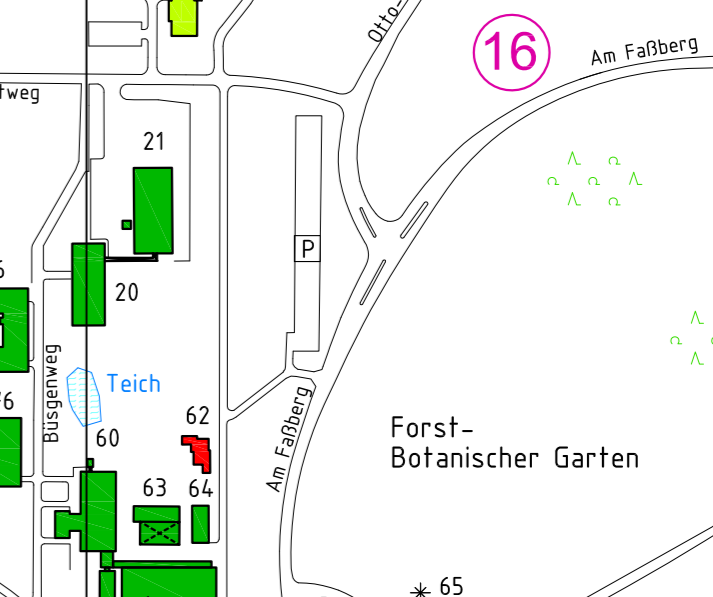 Otto-
16
Am Faßberg
tweg
21
P
6
20
Büsgenweg
Teich
Am Faßberg
62
Forst-
Botanischer Garten
60
63
64
65